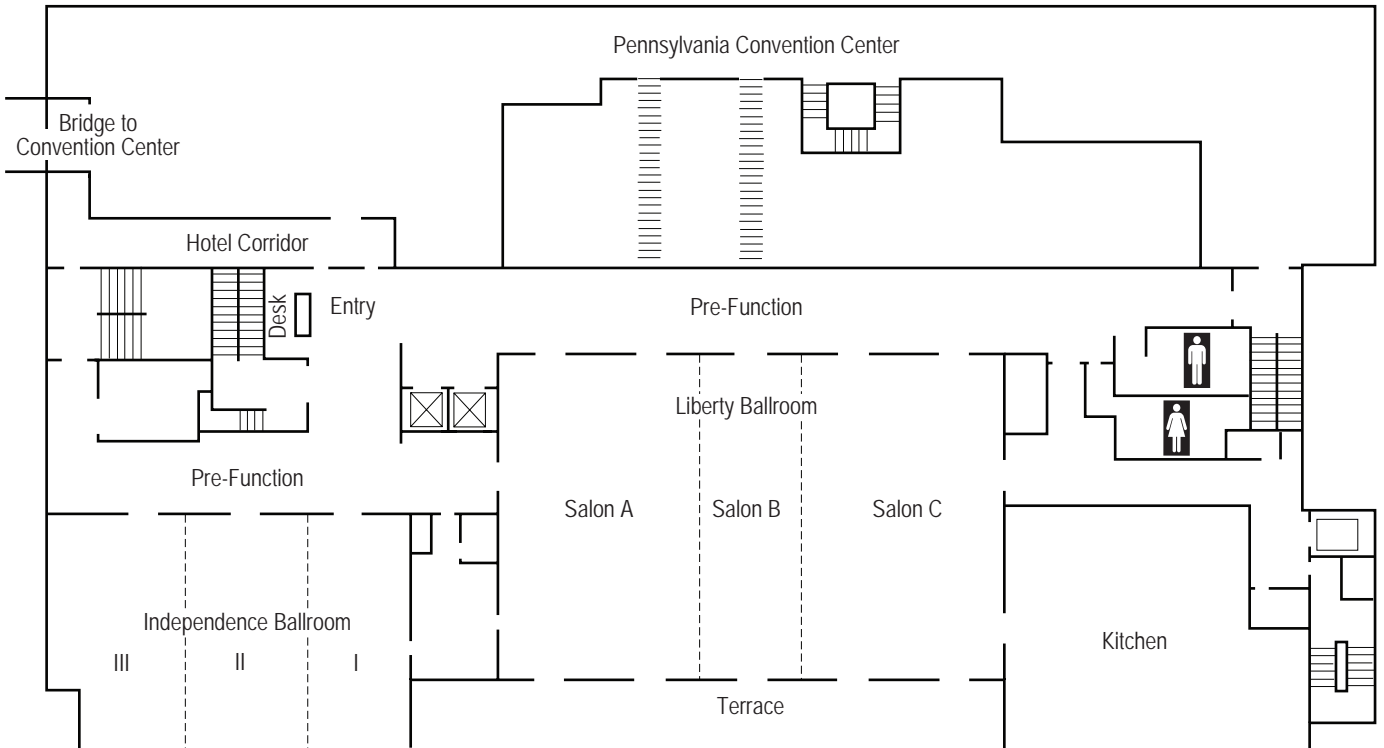 Pennsylvania Convention Center
Bridge to
Convention Center
Hotel Corridor
Desk
Entry
Pre-Function
Liberty Ballroom
Pre-Function
Salon A
Salon B
Salon C
Independence Ballroom
III
II
I
Kitchen
Terrace